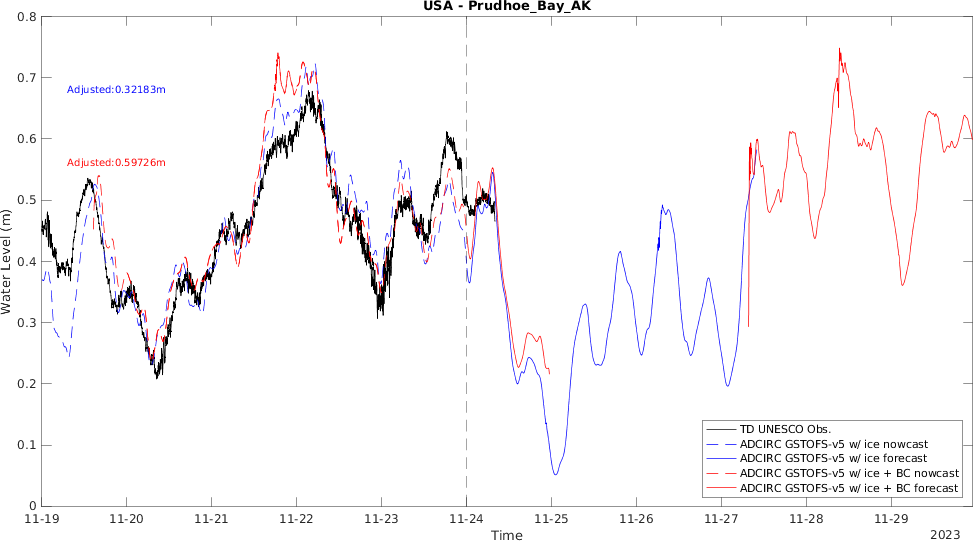 USA - Prudhoe_Bay_AK
0.8
0.7
Adjusted:0.32183m
0.6
Adjusted:0.59726m
0.5
0.4
0.3
0.2
0.1
0
Water Level (m)
TD UNESCO Obs.
ADCIRC GSTOFS-v5 w/ ice nowcast
ADCIRC GSTOFS-v5 w/ ice forecast
ADCIRC GSTOFS-v5 w/ ice + BC nowcast
ADCIRC GSTOFS-v5 w/ ice + BC forecast
11-19 11-20 11-21 11-22 11-23 11-24 11-25 11-26 11-27 11-28 11-29
Time
2023